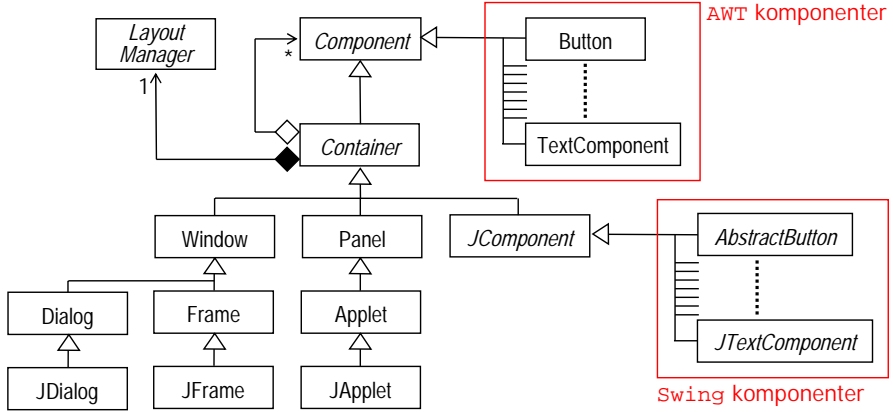 AWT komponenter
Layout
Manager
Component
Button
1
*
Container
TextComponent
Window
Panel
JComponent
AbstractButton
Dialog
Frame
Applet
JTextComponent
JDialog
JFrame
JApplet
Swing komponenter